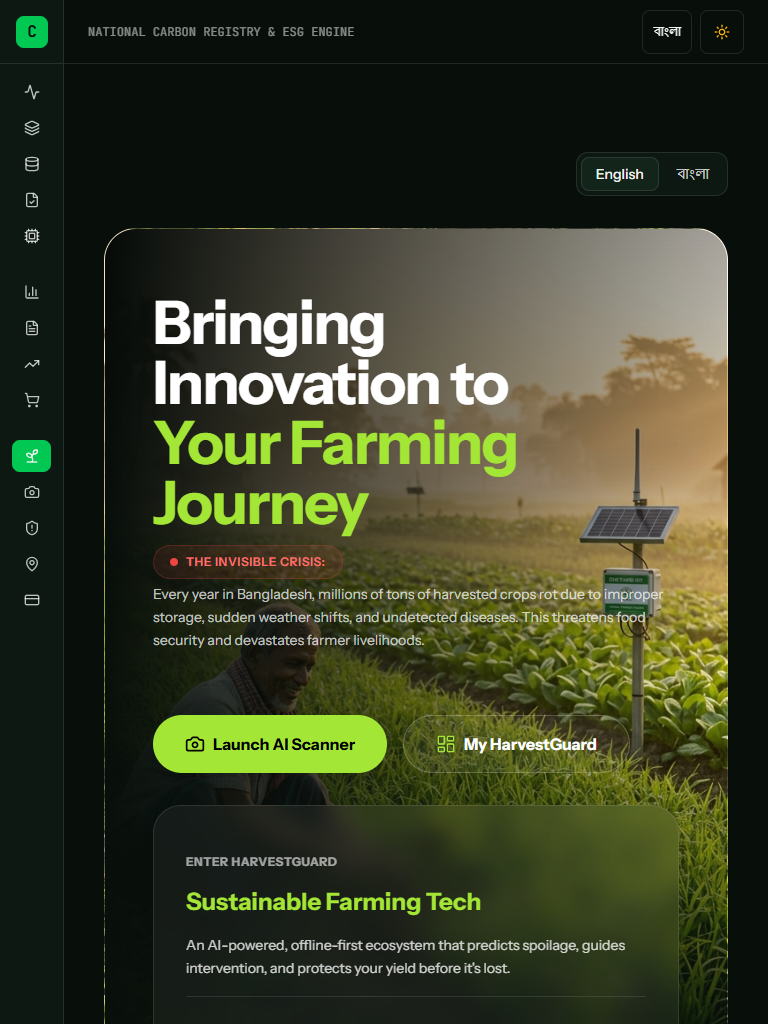 C
NATIONAL CARBON REGISTRY & ESG ENGINE
বাংলা
English
বাংলা
Bringing
Innovation to
Your Farming
Journey
THE INVISIBLE CRISIS:
Every year in Bangladesh, millions of tons of harvested crops rot due to improper
storage, sudden weather shifts, and undetected diseases. This threatens food
security and devastates farmer livelihoods.
Launch AI Scanner
My HarvestGuard
ENTER HARVESTGUARD
Sustainable Farming Tech
An AI-powered, offline-first ecosystem that predicts spoilage, guides
intervention, and protects your yield before it's lost.